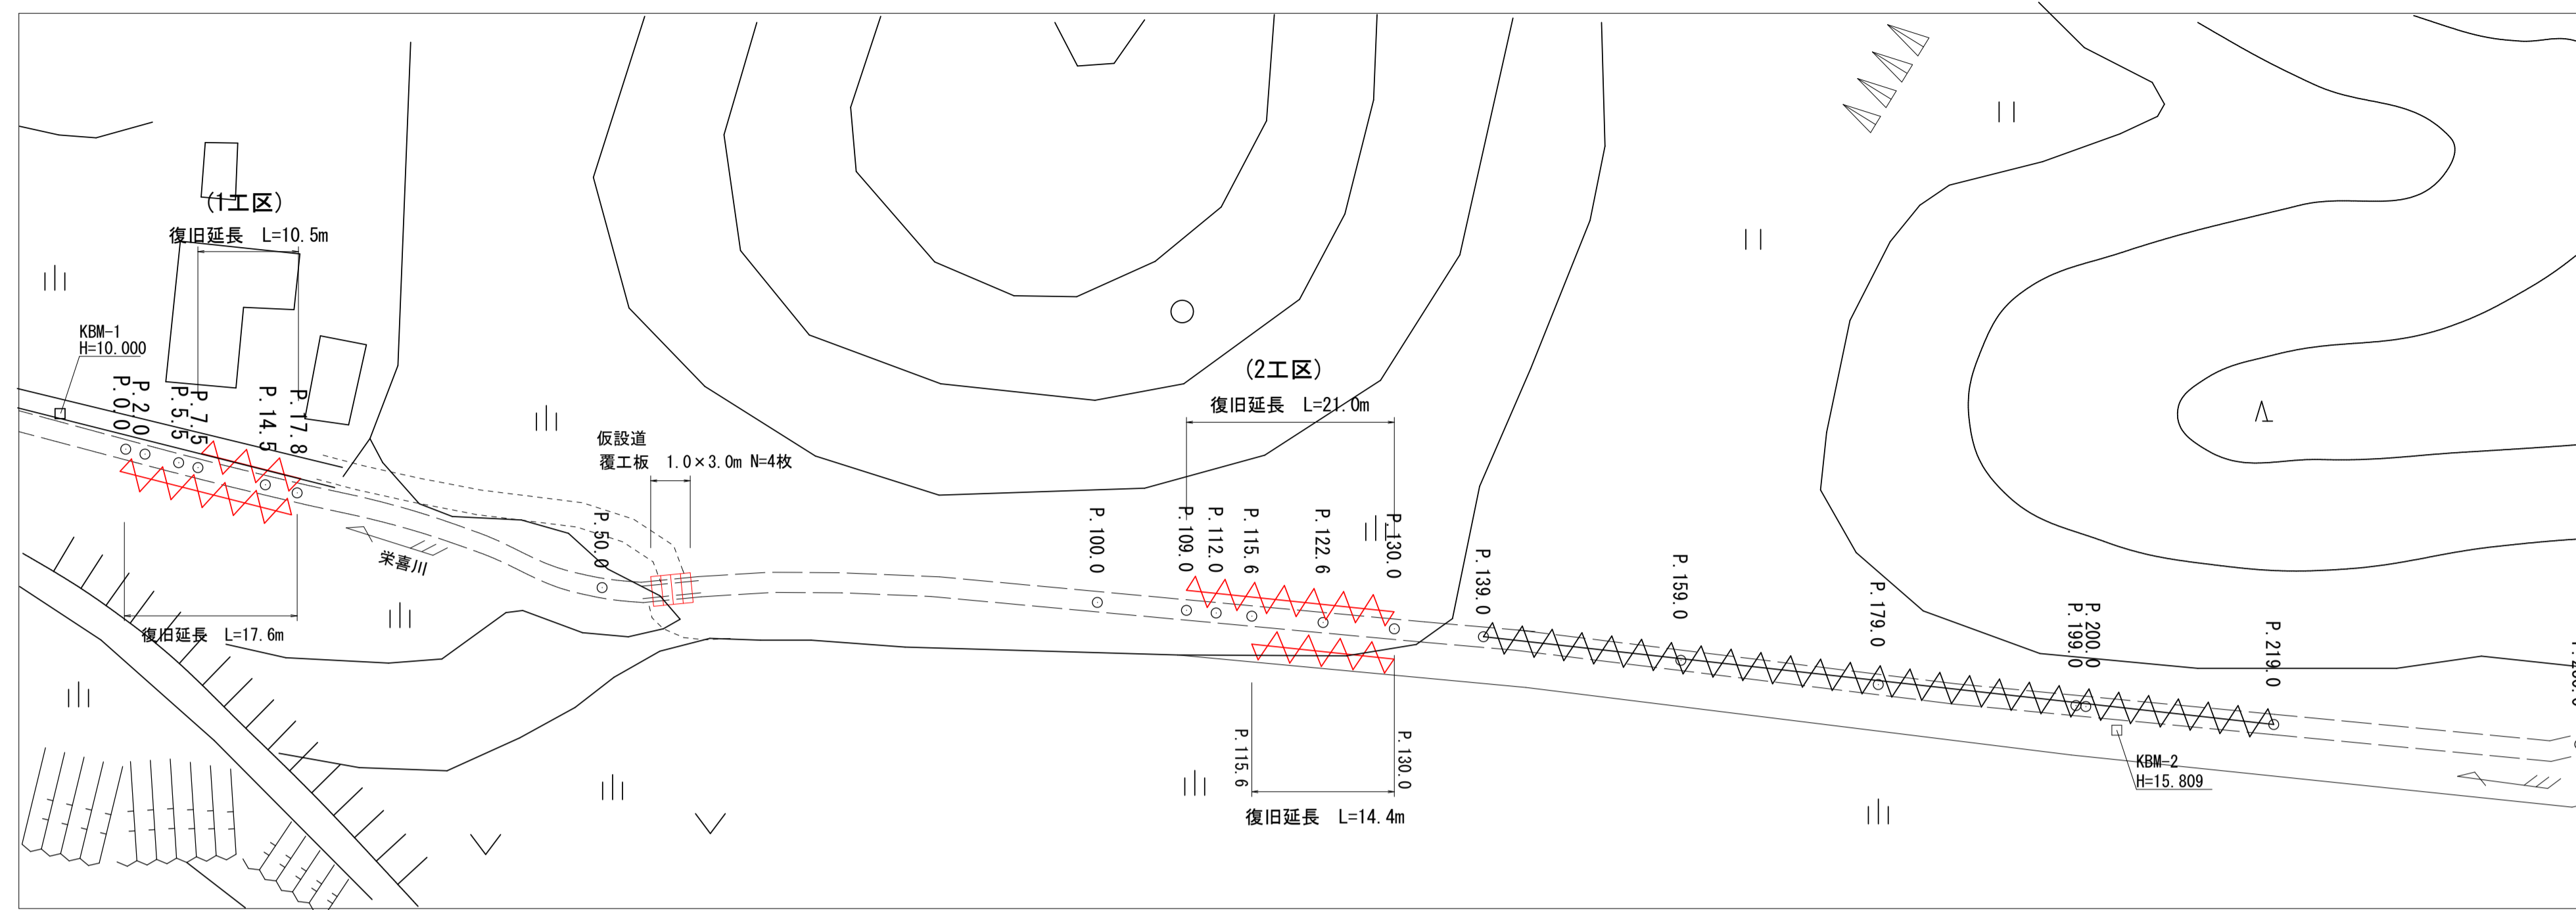 (1工区)
復旧延長 L=10.5m
KBM-1
H=10.000
P.0.0
P.2.0
P.5.5
P.7.5
P.14.5
P.17.8
復旧延長 L=17.6m
栄喜川
仮設道
覆工板 1.0×3.0m N=4枚
P.50.0
P.100.0
(2工区)
復旧延長 L=21.0m
P.109.0
P.112.0
P.115.6
P.122.6
P.130.0
P.115.6
P.130.0
復旧延長 L=14.4m
P.139.0
P.159.0
P.179.0
P.199.0
P.200.0
P.219.0
KBM-2
H=15.809